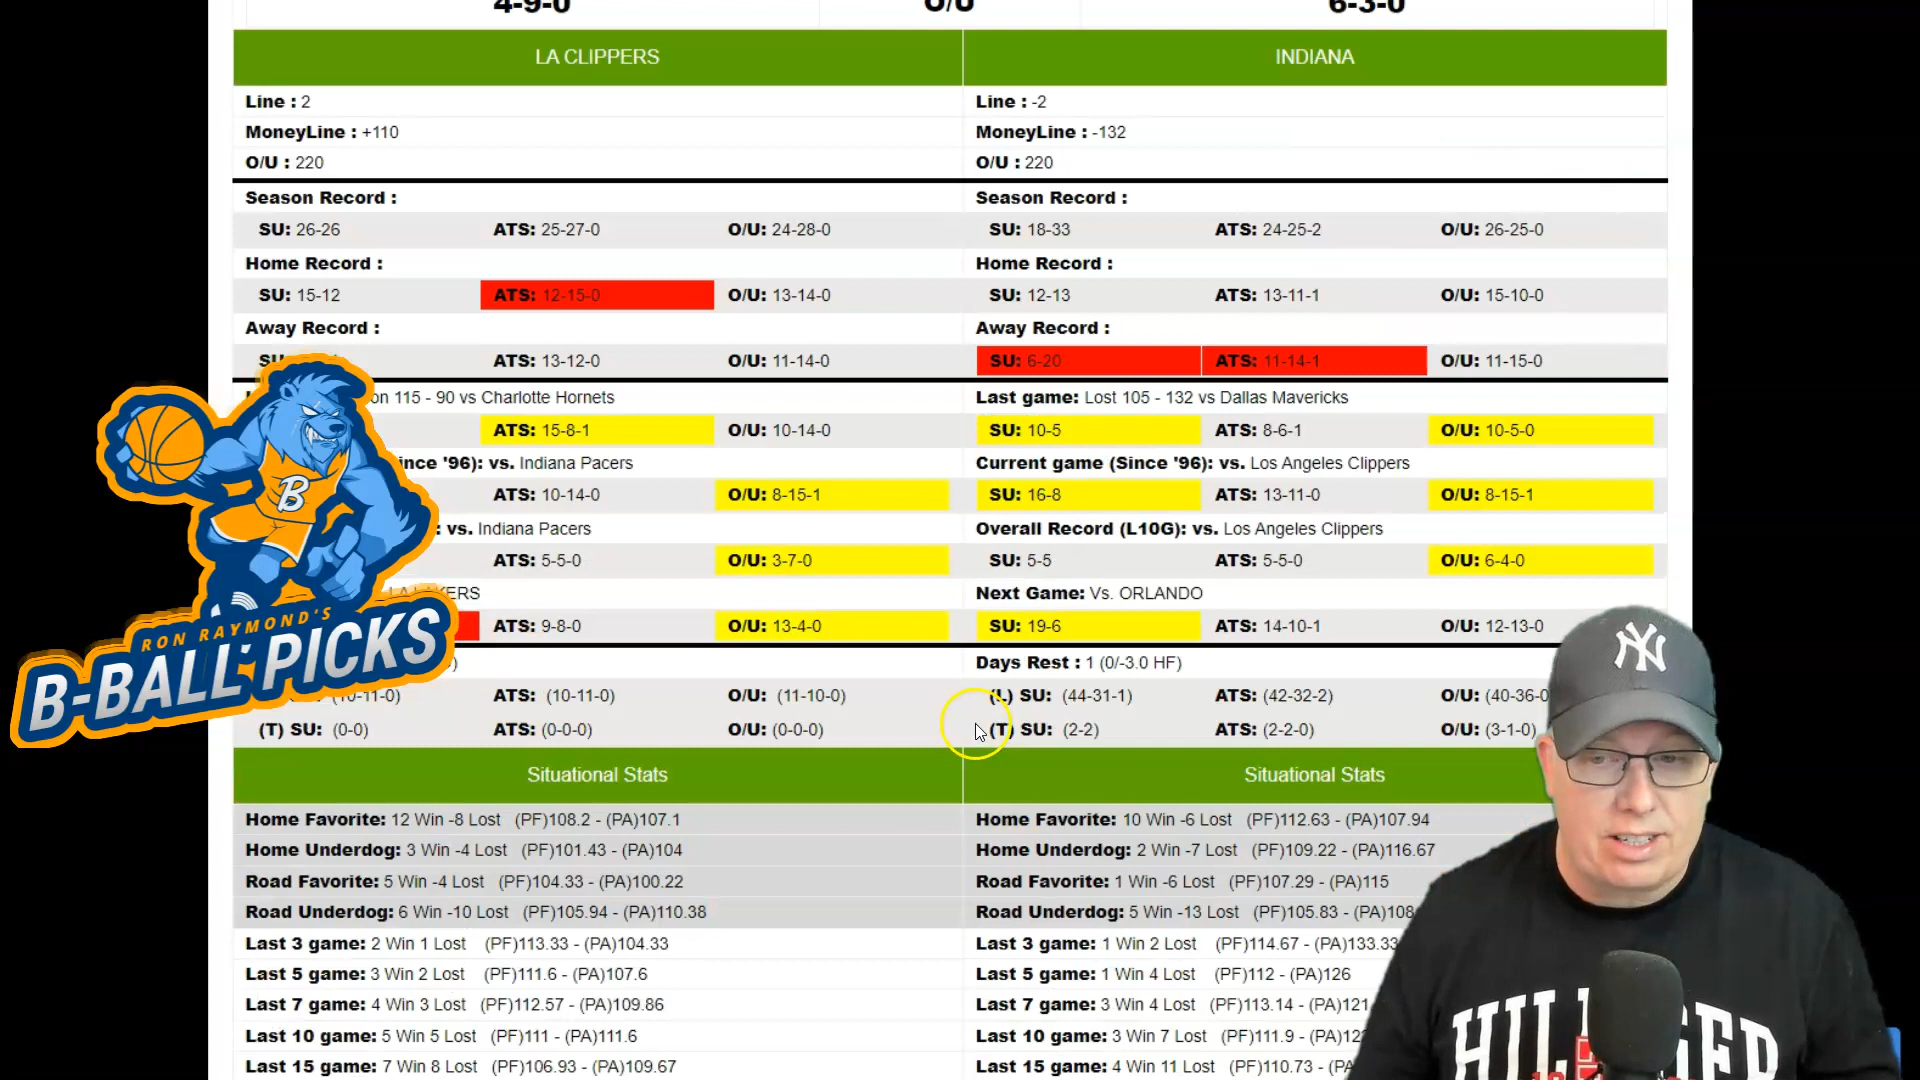 4-9-0 O/U 6-3-0
LA CLIPPERS INDIANA
Line : 2 Line : -2
MoneyLine : +110 MoneyLine : -132
O/U : 220 O/U : 220
Season Record : Season Record :
SU: 26-26 ATS: 25-27-0 O/U: 24-28-0 SU: 18-33 ATS: 24-25-2 O/U: 26-25-0
Home Record : Home Record :
SU: 15-12 ATS: 12-15-0 O/U: 13-14-0 SU: 12-13 ATS: 13-11-1 O/U: 15-10-0
Away Record : Away Record :
ATS: 13-12-0 O/U: 11-14-0 SU: 6-20 ATS: 11-14-1 O/U: 11-15-0
on 115 - 90 vs Charlotte Hornets Last game: Lost 105 - 132 vs Dallas Mavericks
ATS: 15-8-1 O/U: 10-14-0 SU: 10-5 ATS: 8-6-1 O/U: 10-5-0
ince '96): vs. Indiana Pacers Current game (Since '96): vs. Los Angeles Clippers
ATS: 10-14-0 O/U: 8-15-1 SU: 16-8 ATS: 13-11-0 O/U: 8-15-1
: vs. Indiana Pacers Overall Record (L10G): vs. Los Angeles Clippers
ATS: 5-5-0 O/U: 3-7-0 SU: 5-5 ATS: 5-5-0 O/U: 6-4-0
LA LAKERS Next Game: Vs. ORLANDO
ATS: 9-8-0 O/U: 13-4-0 SU: 19-6 ATS: 14-10-1 O/U: 12-13-0
Days Rest : 1 (0/-3.0 HF)
(10-11-0) ATS: (10-11-0) O/U: (11-10-0) (L) SU: (44-31-1) ATS: (42-32-2) O/U: (40-36-0
(T) SU: (0-0) ATS: (0-0-0) O/U: (0-0-0) (T) SU: (2-2) ATS: (2-2-0) O/U: (3-1-0)
Situational Stats Situational Stats
Home Favorite: 12 Win -8 Lost (PF)108.2 - (PA)107.1 Home Favorite: 10 Win -6 Lost (PF)112.63 - (PA)107.94
Home Underdog: 3 Win -4 Lost (PF)101.43 - (PA)104 Home Underdog: 2 Win -7 Lost (PF)109.22 - (PA)116.67
Road Favorite: 5 Win -4 Lost (PF)104.33 - (PA)100.22 Road Favorite: 1 Win -6 Lost (PF)107.29 - (PA)115
Road Underdog: 6 Win -10 Lost (PF)105.94 - (PA)110.38 Road Underdog: 5 Win -13 Lost (PF)105.83 - (PA)108
Last 3 game: 2 Win 1 Lost (PF)113.33 - (PA)104.33 Last 3 game: 1 Win 2 Lost (PF)114.67 - (PA)133.33
Last 5 game: 3 Win 2 Lost (PF)111.6 - (PA)107.6 Last 5 game: 1 Win 4 Lost (PF)112 - (PA)126
Last 7 game: 4 Win 3 Lost (PF)112.57 - (PA)109.86 Last 7 game: 3 Win 4 Lost (PF)113.14 - (PA)121
Last 10 game: 5 Win 5 Lost (PF)111 - (PA)111.6 Last 10 game: 3 Win 7 Lost (PF)111.9 - (PA)12
Last 15 game: 7 Win 8 Lost (PF)106.93 - (PA)109.67 Last 15 game: 4 Win 11 Lost (PF)110.73 - (PA)
B
RON RAYMOND'S
B-BALL PICKS
NY